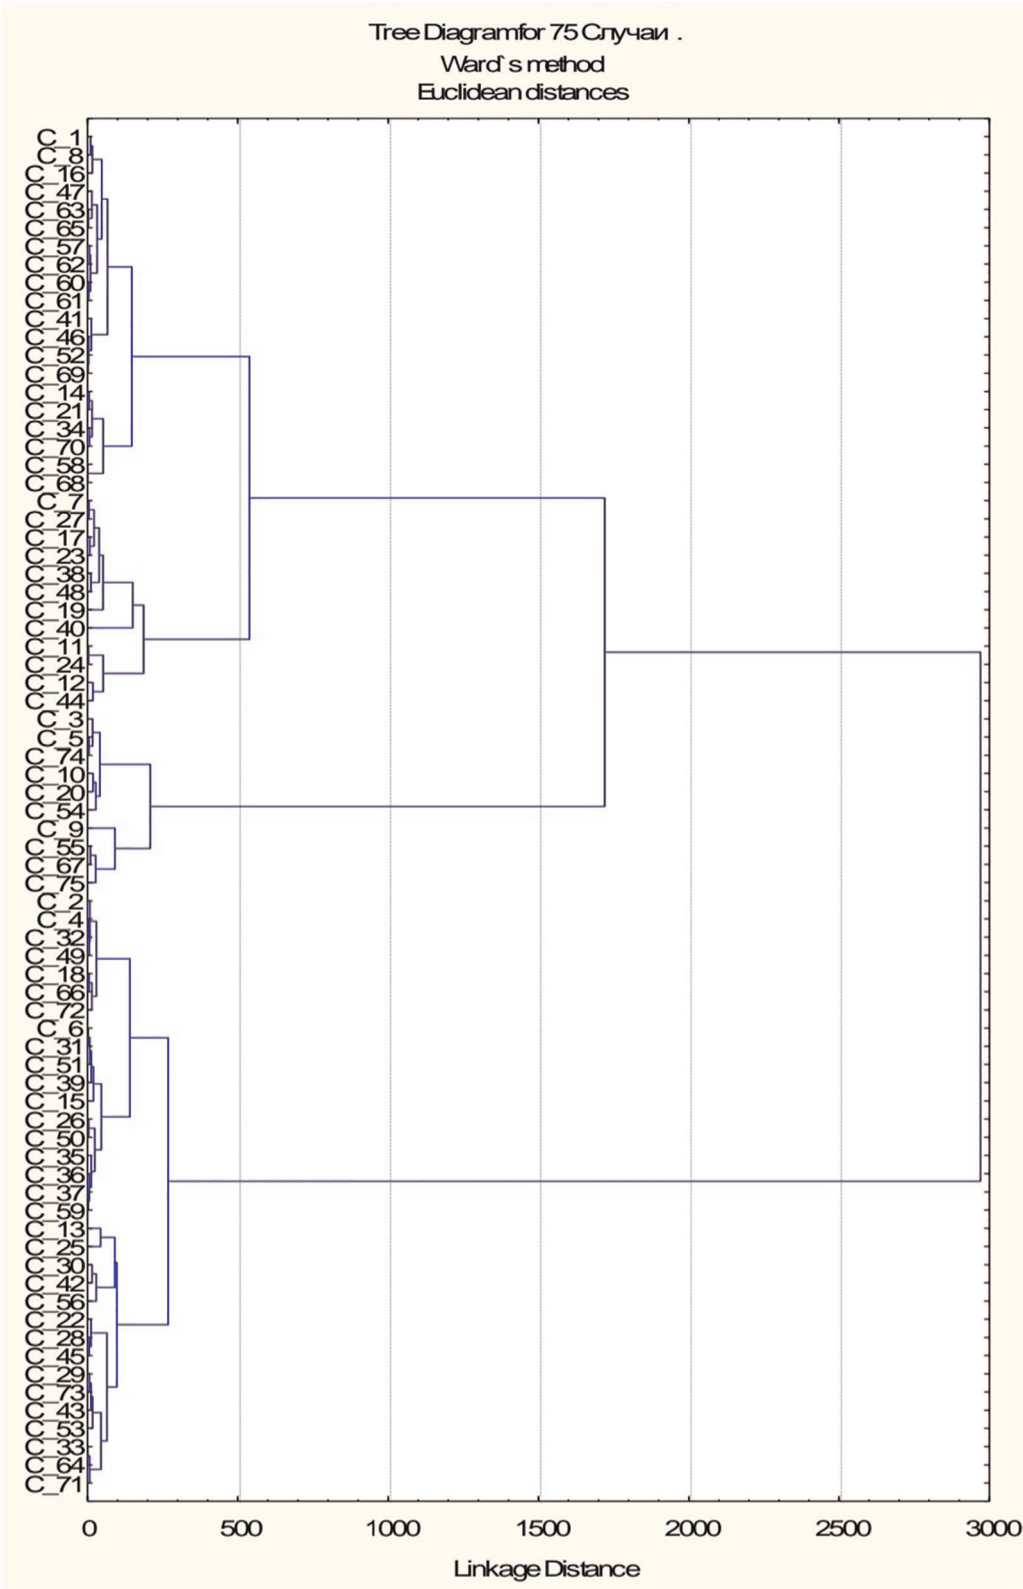 Tree Diagramfor 75 Случаи .
Ward`s method
Euclidean distances
C_1
C_8
C_16
C_47
C_63
C_65
C_57
C_62
C_60
C_61
C_41
C_46
C_52
C_69
C_14
C_21
C_34
C_70
C_58
C_68
C_7
C_27
C_17
C_23
C_38
C_48
C_19
C_40
C_11
C_24
C_12
C_44
C_3
C_5
C_74
C_10
C_20
C_54
C_9
C_55
C_67
C_75
C_2
C_4
C_32
C_49
C_18
C_66
C_72
C_6
C_31
C_51
C_39
C_15
C_26
C_50
C_35
C_36
C_37
C_59
C_13
C_25
C_30
C_42
C_56
C_22
C_28
C_45
C_29
C_73
C_43
C_53
C_33
C_64
C_71
0 500 1000 1500 2000 2500 3000
Linkage Distance